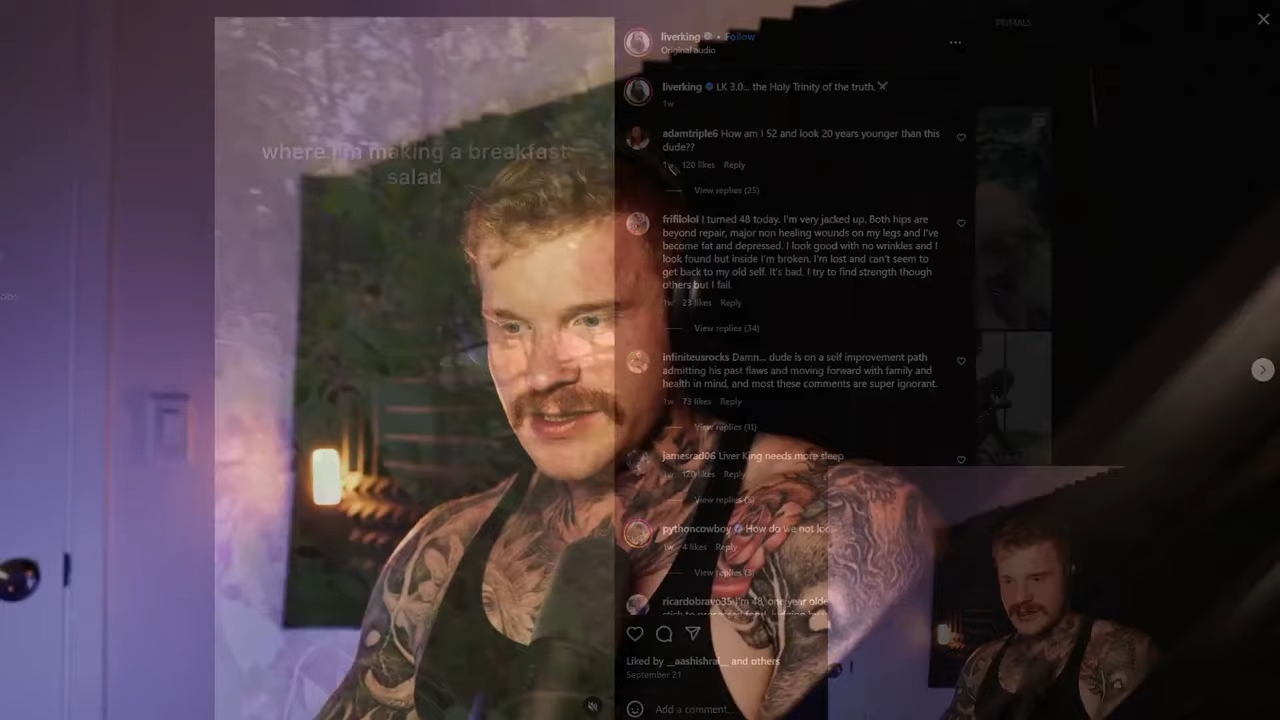 PRIMALS
liverking • Follow
Original audio
where I'm making a breakfast
salad
liverking LK 3.0... the Holy Trinity of the truth.
1w
adamtriple6 How am I 52 and look 20 years younger than this
dude??
1w 120 likes Reply
View replies (25)
frifilolol I turned 48 today. I'm very jacked up. Both hips are
beyond repair, major non healing wounds on my legs and I've
become fat and depressed. I look good with no wrinkles and I
look found but inside I'm broken. I'm lost and can't seem to
get back to my old self. It's bad. I try to find strength though
others but I fail.
1w 23 likes Reply
View replies (34)
infiniteusrocks Damn... dude is on a self improvement path
admitting his past flaws and moving forward with family and
health in mind, and most these comments are super ignorant.
1w 73 likes Reply
View replies (11)
jamesrad06 Liver King needs more sleep
1w 120 likes Reply
View replies
pythoncowboy How do we not
1w 4 likes Reply
View replies (3)
ricardobravo35 I'm 48, one year olde
Liked by __aashishrai__ and others
September 21
Add a comment...